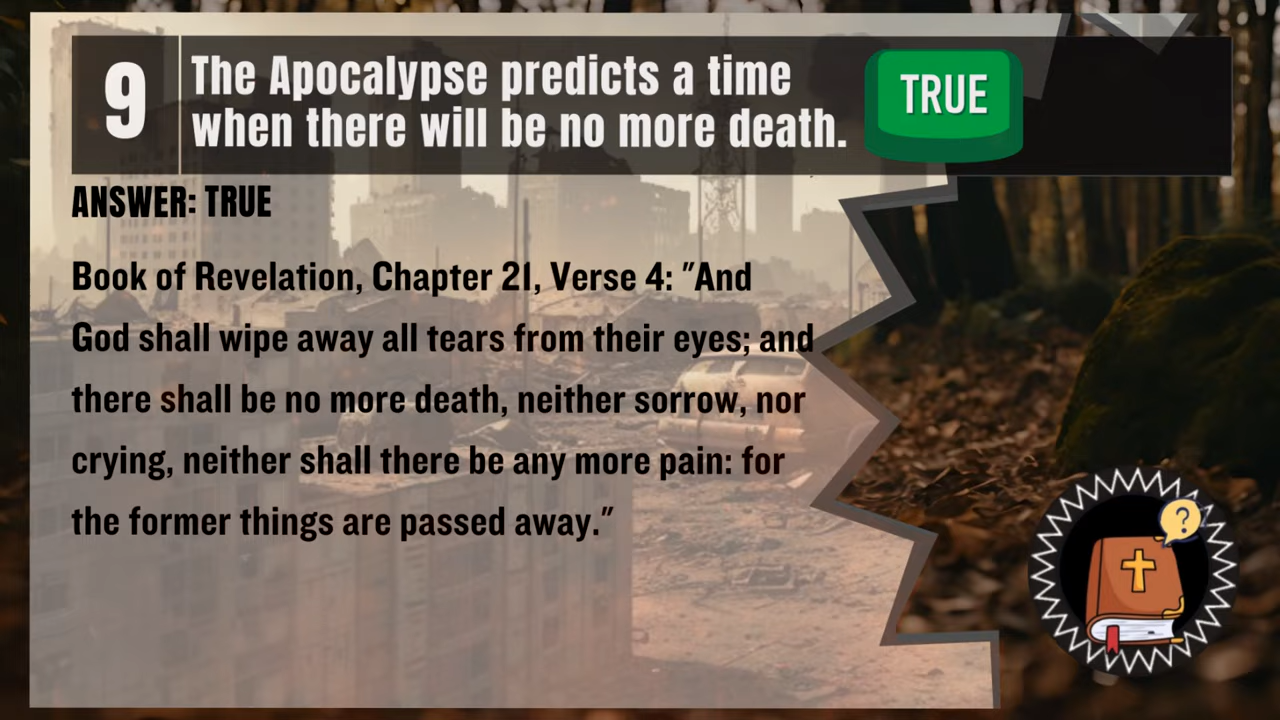 9
The Apocalypse predicts a time
when there will be no more death.
TRUE
ANSWER: TRUE
Book of Revelation, Chapter 21, Verse 4: "And
God shall wipe away all tears from their eyes; and
there shall be no more death, neither sorrow, nor
crying, neither shall there be any more pain: for
the former things are passed away."
?